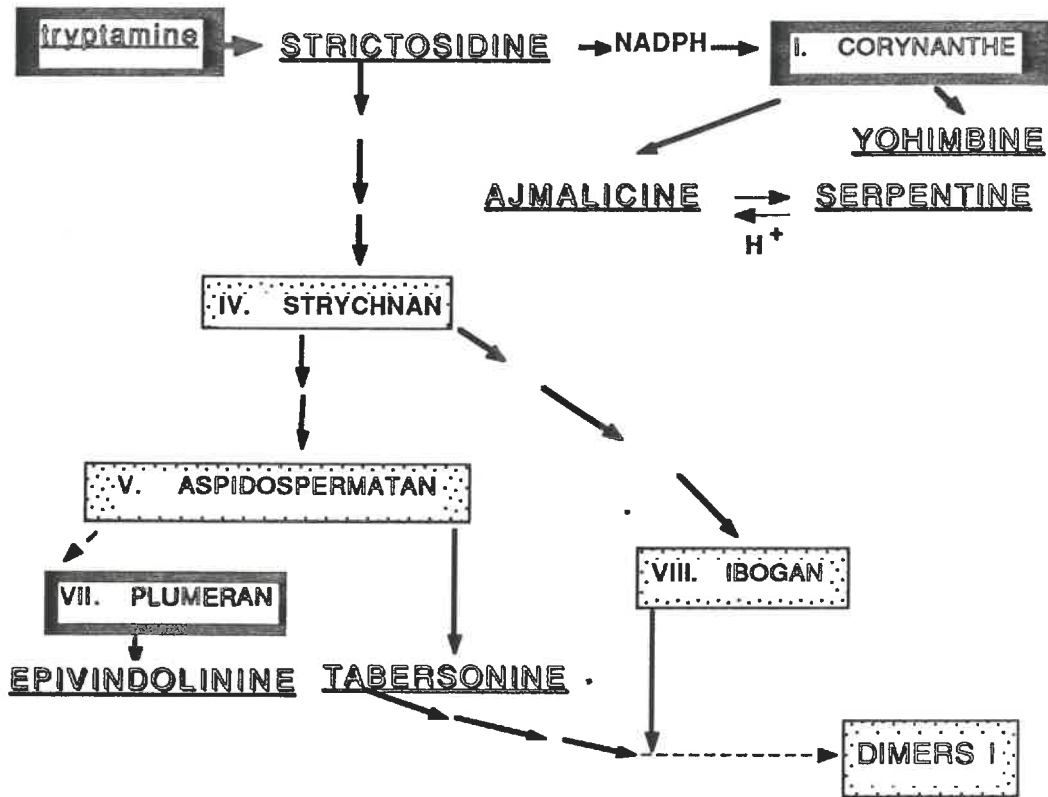 tryptamine
STRICTOSIDINE
NADPH
I. CORYNANTHE
YOHIMBINE
AJMALICINE
SERPENTINE
H+
IV. STRYCHNAN
V. ASPIDOSPERMATAN
VII. PLUMERAN
VIII. IBOGAN
EPIVINDOLININE
TABERSONINE
DIMERS I